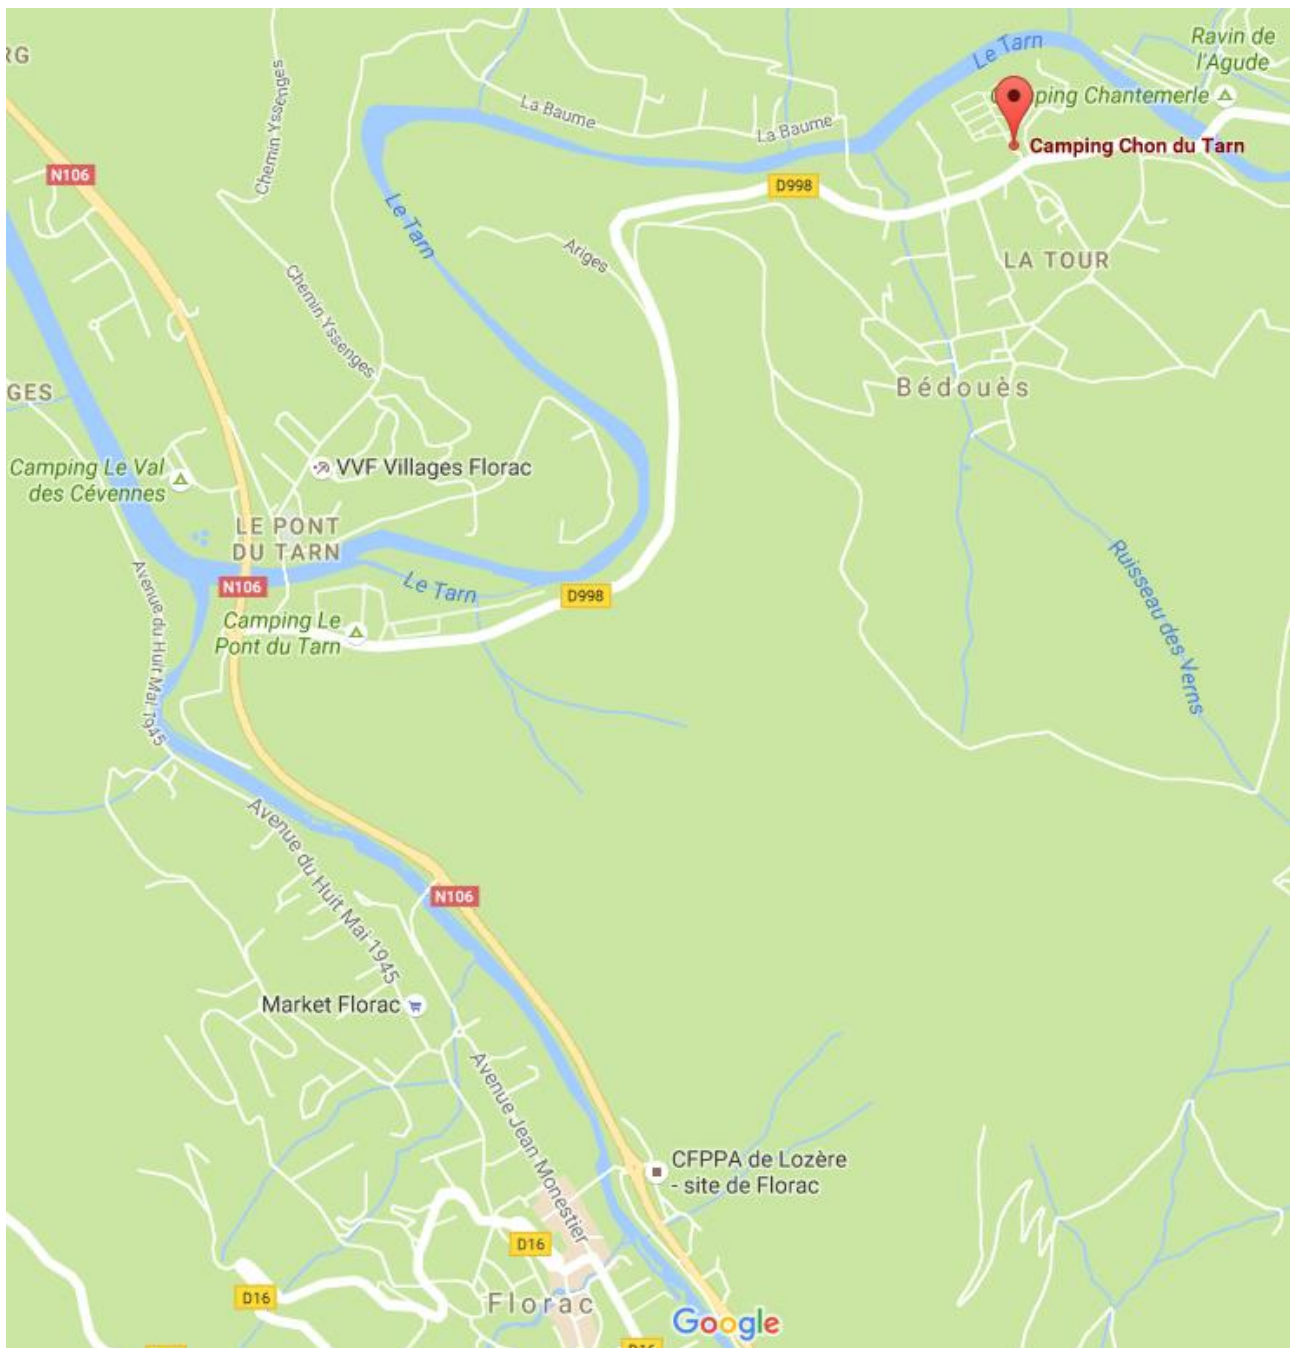 RG
Ravin de
l'Agude
Le Tarn
Chemin Yssenges
La Baume
ping Chantemerle
La Baume
Camping Chon du Tarn
N106
D998
Le Tarn
Ariges
LA TOUR
Chemin Yssenges
GES
Bédouès
Camping Le Val
des Cévennes
VVF Villages Florac
LE PONT
DU TARN
Ruisseau des Verns
Avenue du Huit Mai 1945
N106
Le Tarn
D998
Camping Le
Pont du Tarn
Avenue du Huit Mai 1945
N106
Market Florac
Avenue Jean Monestier
CFPPA de Lozère
- site de Florac
D16
D16
Florac
Google
D16